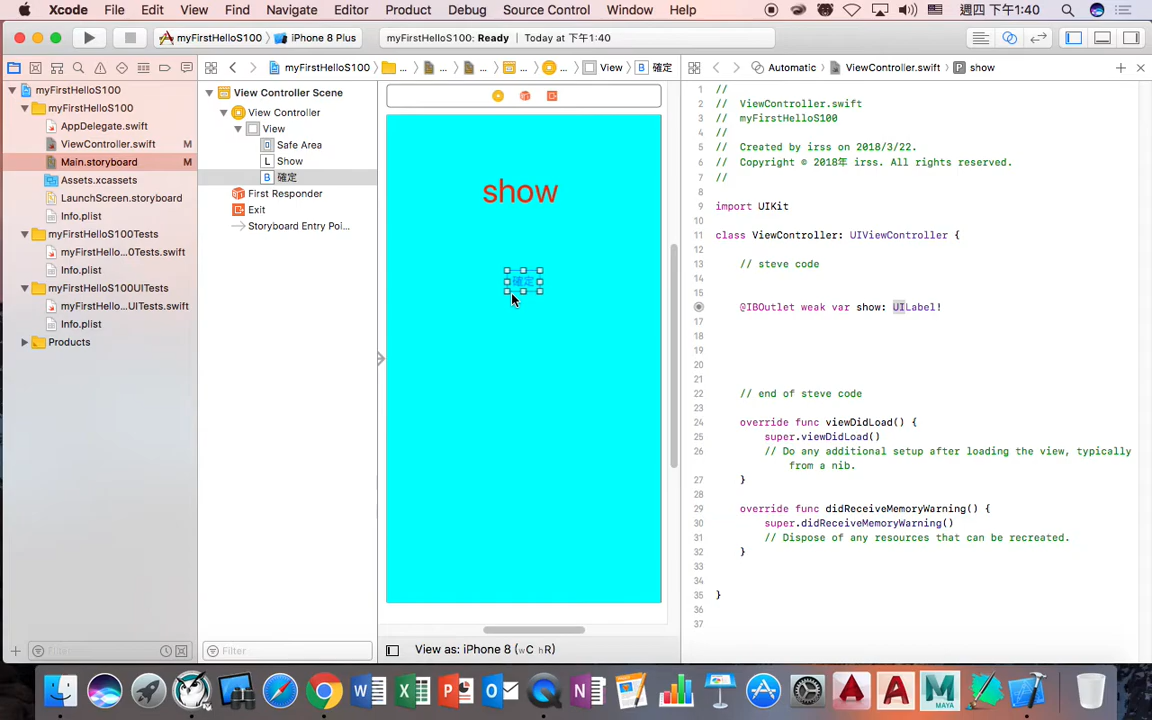 Xcode File Edit View Find Navigate Editor Product Debug Source Control Window Help 週四 下午1:40
myFirstHelloS100 iPhone 8 Plus myFirstHelloS100: Ready Today at 下午1:40
myFirstHelloS100 ... ... ... ... ... View B 確定 Automatic ViewController.swift P show
myFirstHelloS100
myFirstHelloS100
AppDelegate.swift
ViewController.swift M
Main.storyboard M
Assets.xcassets
LaunchScreen.storyboard
Info.plist
myFirstHelloS100Tests
myFirstHello...0Tests.swift
Info.plist
myFirstHelloS100UITests
myFirstHello...UITests.swift
Info.plist
Products
Filter
View Controller Scene
View Controller
View
Safe Area
L Show
B 確定
First Responder
Exit
Storyboard Entry Poi...
Filter
show
確定
View as: iPhone 8 (wC hR)
1 //
2 // ViewController.swift
3 // myFirstHelloS100
4 //
5 // Created by irss on 2018/3/22.
6 // Copyright © 2018年 irss. All rights reserved.
7 //
8
9 import UIKit
10
11 class ViewController: UIViewController {
12
13 // steve code
14
15
@IBOutlet weak var show: UILabel!
17
18
19
20
21
22 // end of steve code
23
24 override func viewDidLoad() {
25 super.viewDidLoad()
26 // Do any additional setup after loading the view, typically
from a nib.
27 }
28
29 override func didReceiveMemoryWarning() {
30 super.didReceiveMemoryWarning()
31 // Dispose of any resources that can be recreated.
32 }
33
34
35 }
36
37
W X P O N A A M
MAYA